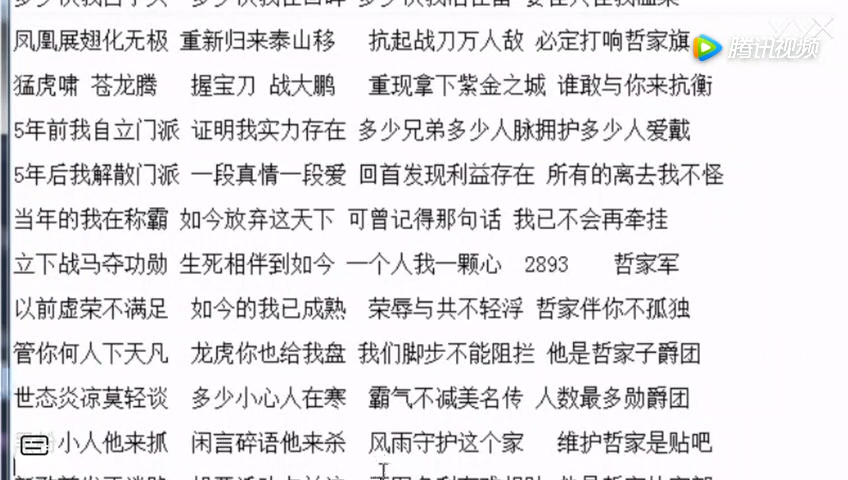 凤凰展翅化无极 重新归来泰山移 抗起战刀万人敌 必定打响哲家旗
腾讯视频
猛虎啸 苍龙腾 握宝刀 战大鹏 重现拿下紫金之城 谁敢与你来抗衡
5年前我自立门派 证明我实力存在 多少兄弟多少人脉拥护多少人爱戴
5年后我解散门派 一段真情一段爱 回首发现利益存在 所有的离去我不怪
当年的我在称霸 如今放弃这天下 可曾记得那句话 我已不会再牵挂
立下战马夺功勋 生死相伴到如今 一个人我一颗心 2893 哲家军
以前虚荣不满足 如今的我已成熟 荣辱与共不轻浮 哲家伴你不孤独
管你何人下天凡 龙虎你也给我盘 我们脚步不能阻拦 他是哲家子爵团
世态炎凉莫轻谈 多少小心人在寒 霸气不减美名传 人数最多勋爵团
小人他来抓 闲言碎语他来杀 风雨守护这个家 维护哲家是贴吧